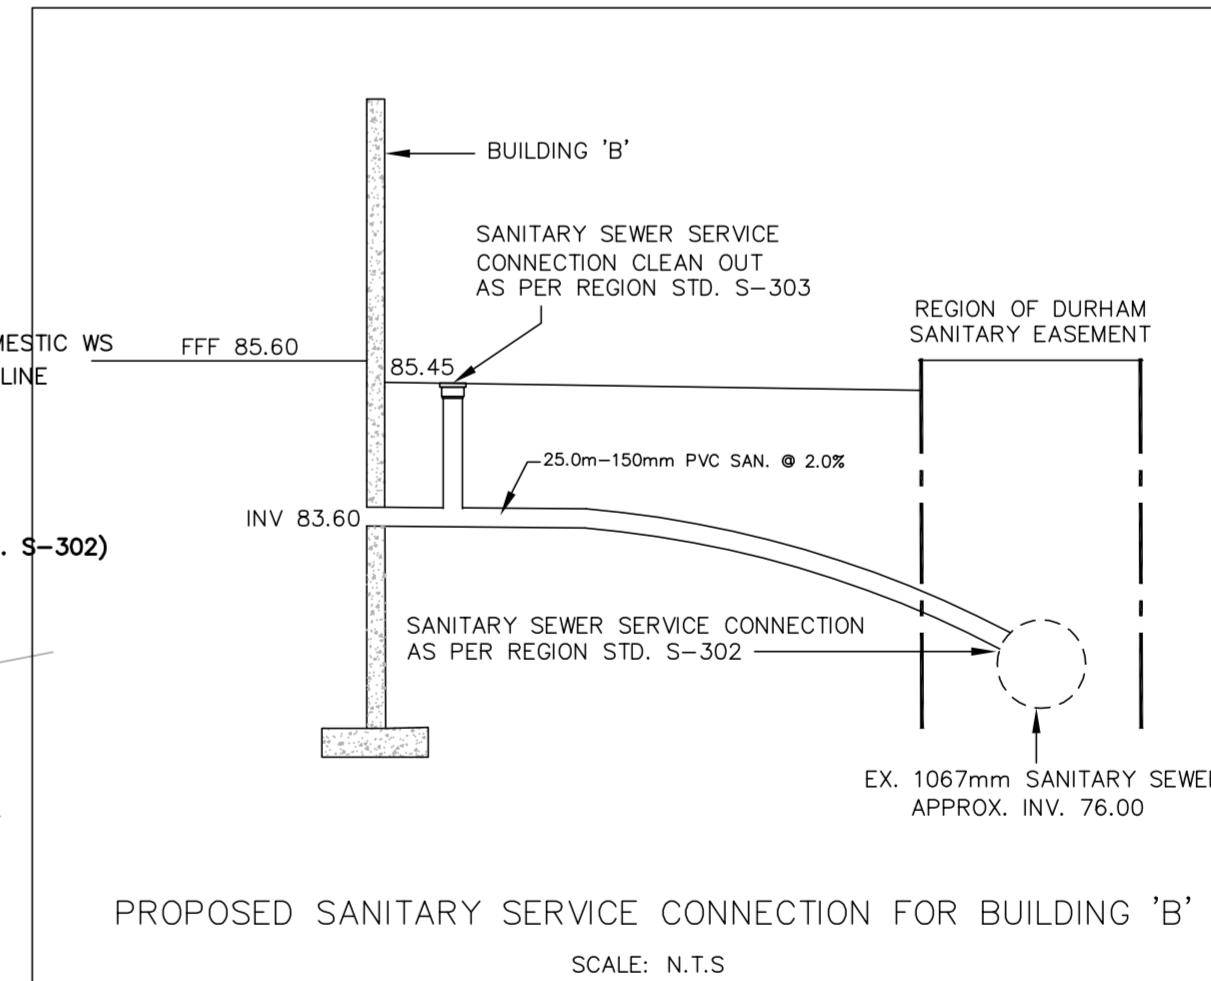 BUILDING 'B'
SANITARY SEWER SERVICE
CONNECTION CLEAN OUT
AS PER REGION STD. S-303
REGION OF DURHAM
SANITARY EASEMENT
MESTIC WS
LINE
FFF 85.60
85.45
25.0m-150mm PVC SAN. @ 2.0%
INV 83.60
. S-302)
SANITARY SEWER SERVICE CONNECTION
AS PER REGION STD. S-302
EX. 1067mm SANITARY SEWER
APPROX. INV. 76.00
PROPOSED SANITARY SERVICE CONNECTION FOR BUILDING 'B'
SCALE: N.T.S